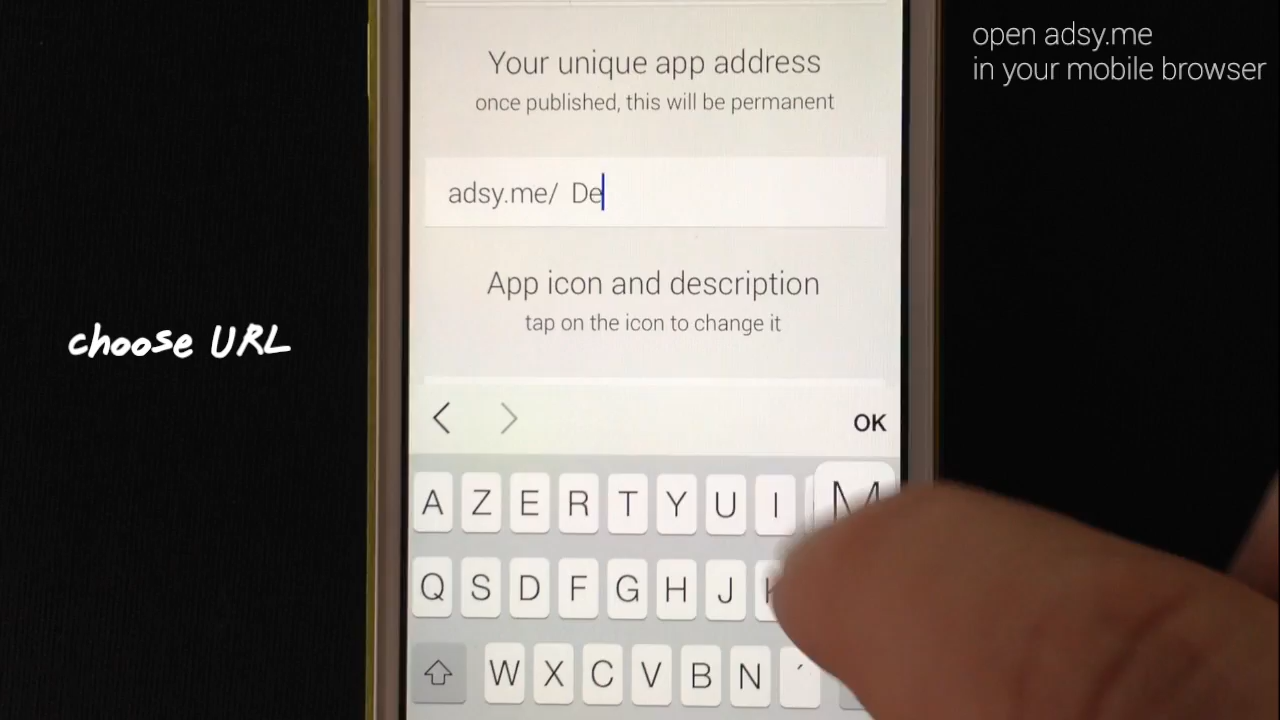 open adsy.me
in your mobile browser
Your unique app address
once published, this will be permanent
adsy.me/ De
App icon and description
tap on the icon to change it
choose URL
OK
A Z E R T Y U I M
Q S D F G H J K
W X C V B N ´